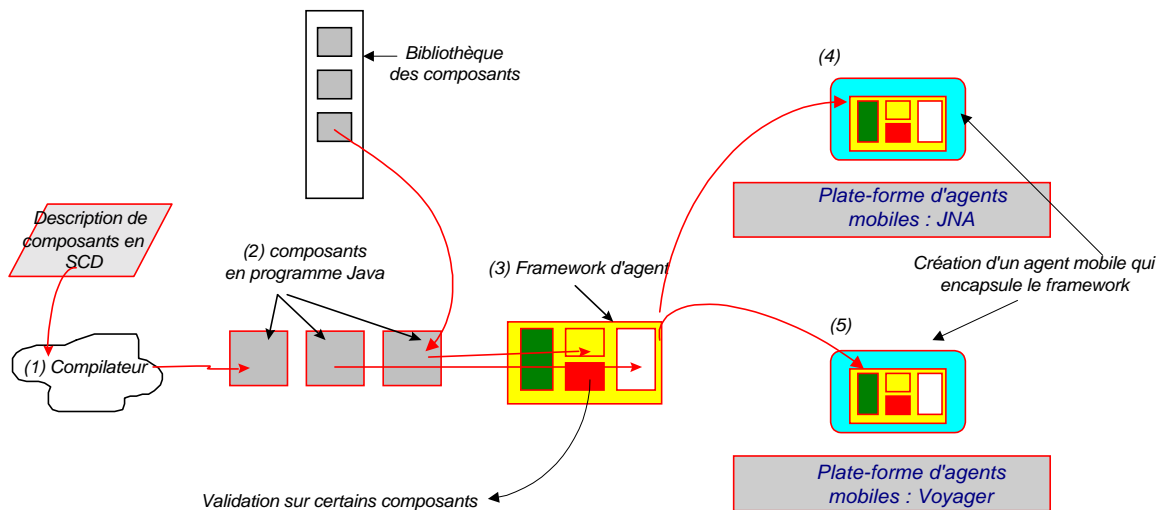 Bibliothèque
des composants
(4)
Plate-forme d'agents
mobiles : JNA
Description de
composants en
SCD
(2) composants
en programme Java
(3) Framework d'agent
Création d'un agent mobile qui
encapsule le framework
(1) Compilateur
(5)
Validation sur certains composants
Plate-forme d'agents
mobiles : Voyager